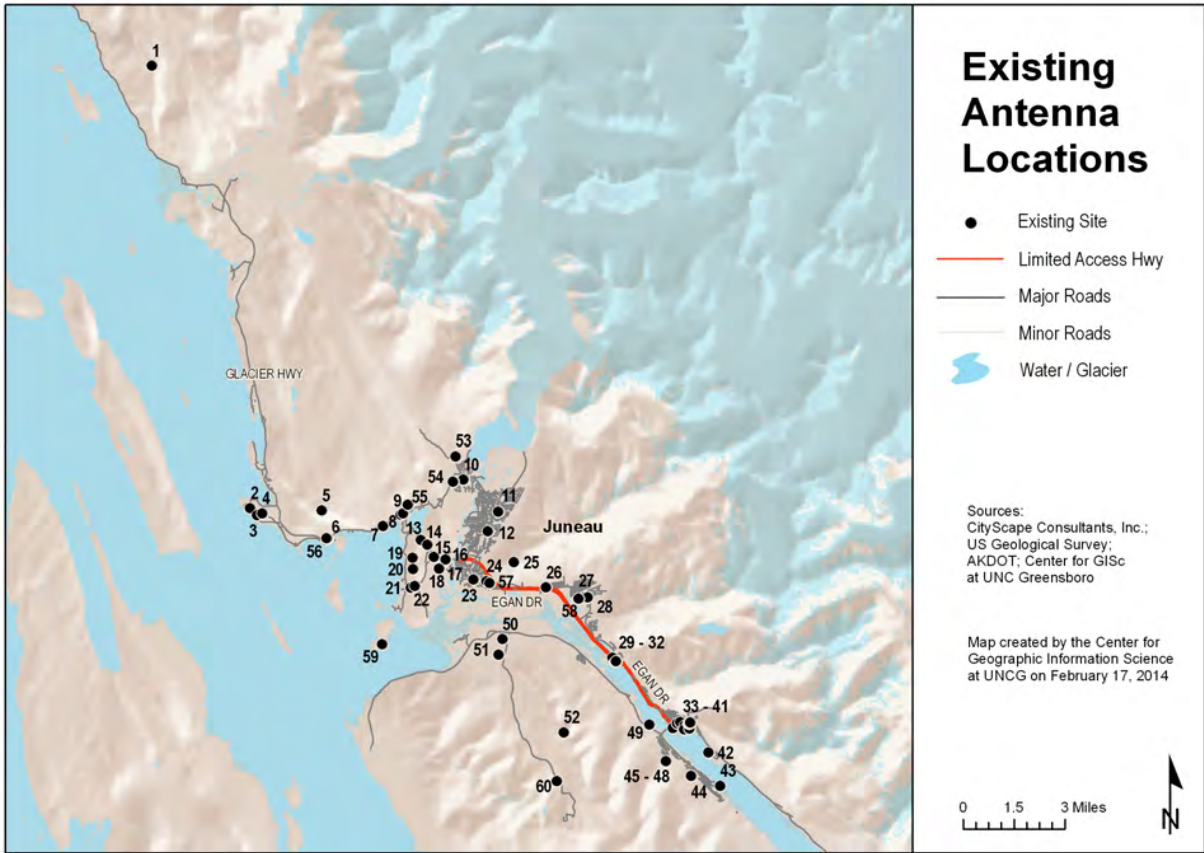 Existing
Antenna
Locations
Existing Site
Limited Access Hwy
Major Roads
Minor Roads
Water / Glacier
Sources:
CityScape Consultants, Inc.;
US Geological Survey;
AKDOT; Center for GISc
at UNC Greensboro
Map created by the Center for
Geographic Information Science
at UNCG on February 17, 2014
0 1.5 3 Miles
N
1
GLACIER HWY
53
10
54
2 4
5
9 55
11
3
6
8
7
13
14
12
Juneau
56
15
16
19
25
20
18 17
24
26
27
21
22
23
57
58
28
EGAN DR
50
59
51
29 - 32
EGAN DR
52
49
33 - 41
42
60
45 - 48
43
44